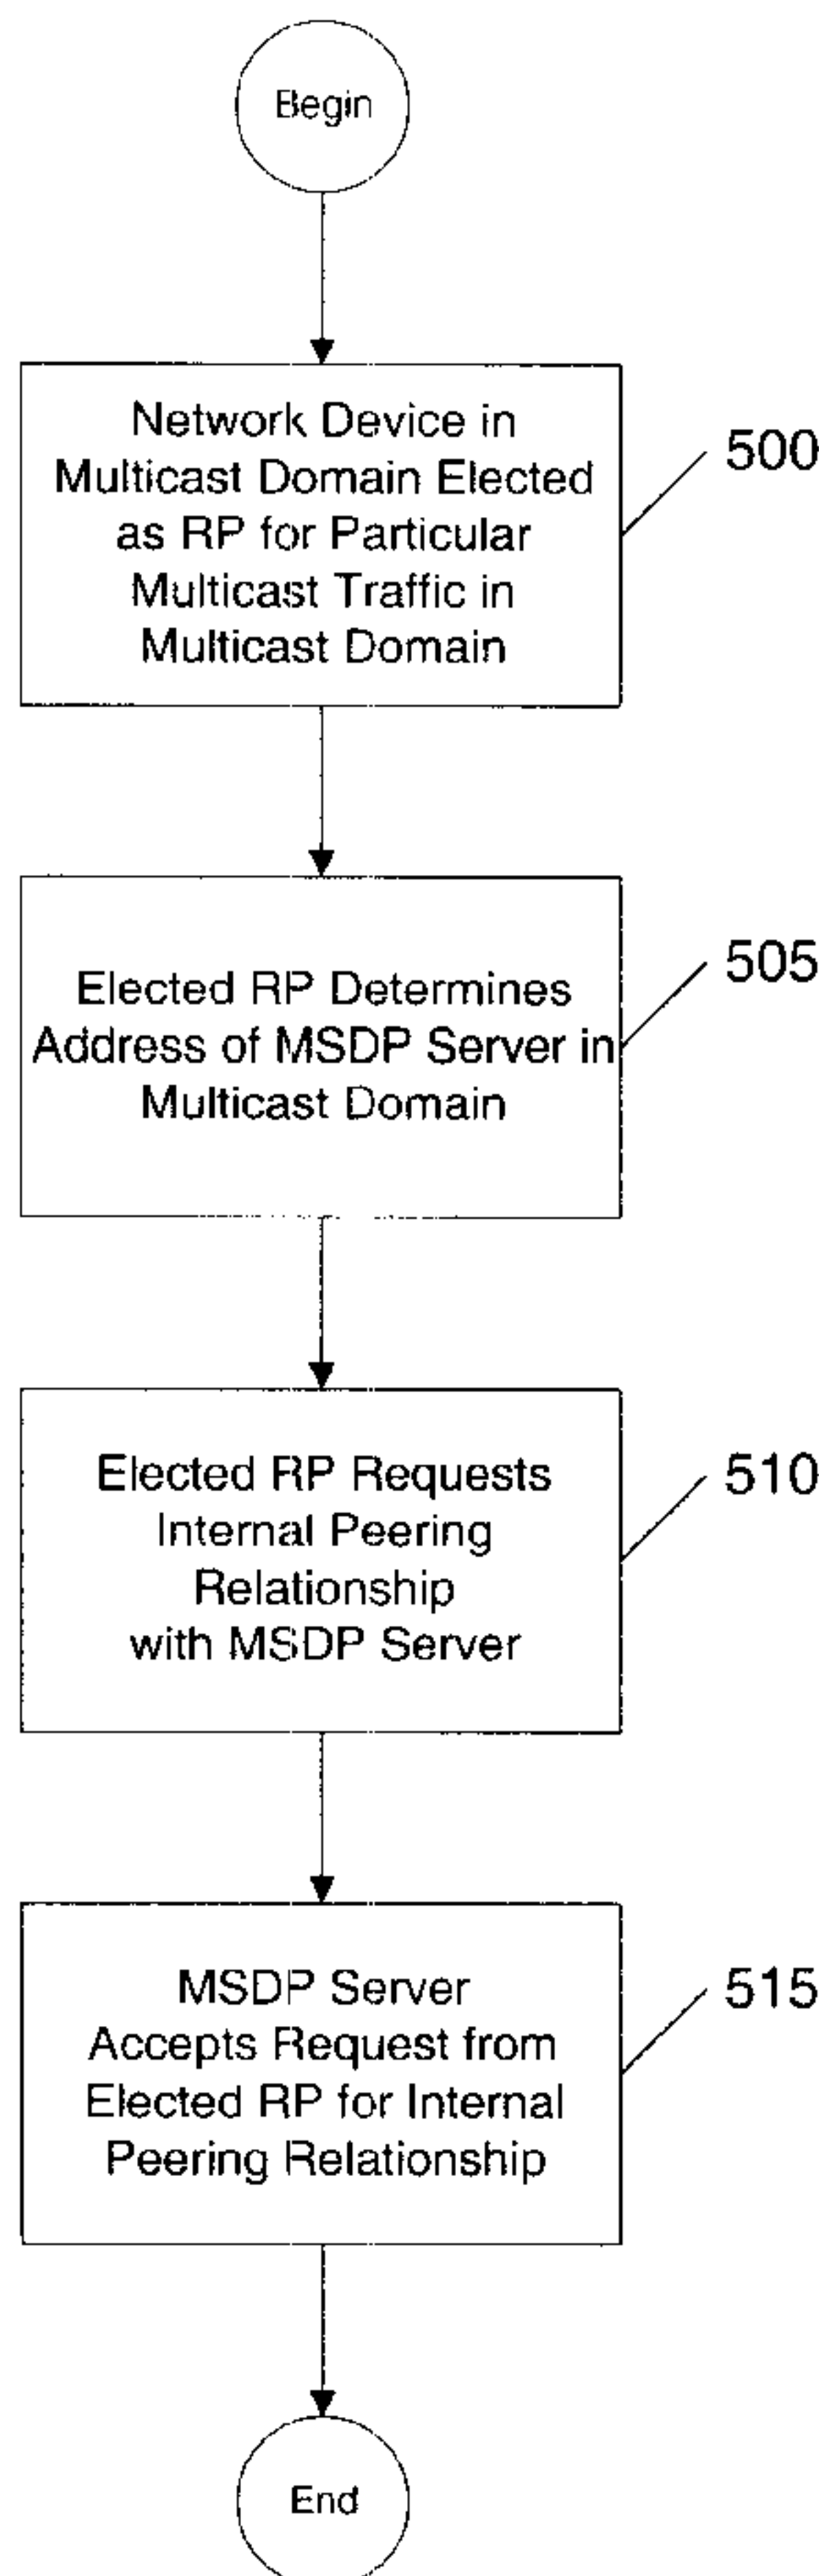 Begin
Network Device in
Multicast Domain Elected
as RP for Particular
Multicast Traffic in
Multicast Domain
500
Elected RP Determines
Address of MSDP Server in
Multicast Domain
505
Elected RP Requests
Internal Peering
Relationship
with MSDP Server
510
MSDP Server
Accepts Request from
Elected RP for Internal
Peering Relationship
515
End